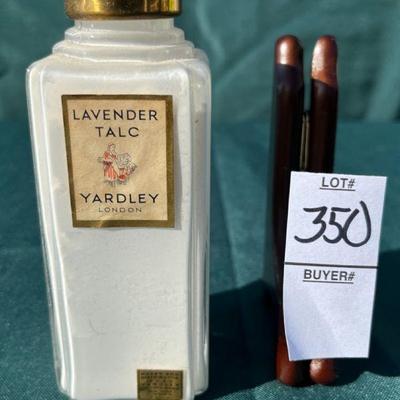 LAVENDER
TALC
YARDLEY
LONDON
LOT#
350
BUYER#